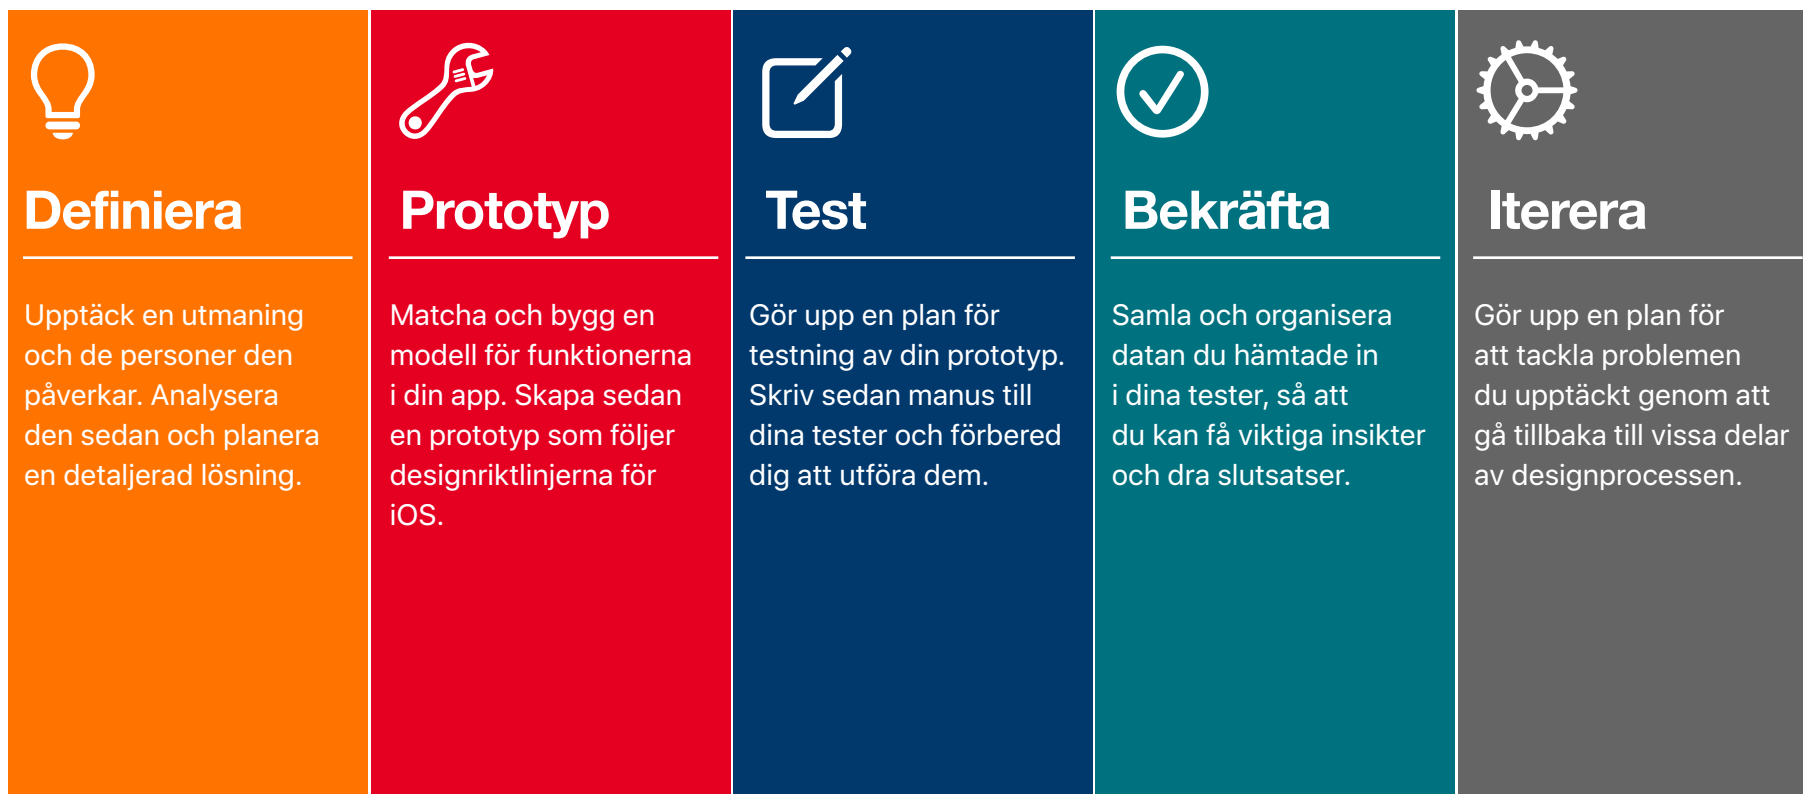 Definiera
Upptäck en utmaning
och de personer den
påverkar. Analysera
den sedan och planera
en detaljerad lösning.
Prototyp
Matcha och bygg en
modell för funktionerna
i din app. Skapa sedan
en prototyp som följer
designriktlinjerna för
iOS.
Test
Gör upp en plan för
testning av din prototyp.
Skriv sedan manus till
dina tester och förbered
dig att utföra dem.
Bekräfta
Samla och organisera
datan du hämtade in
i dina tester, så att
du kan få viktiga insikter
och dra slutsatser.
Iterera
Gör upp en plan för
att tackla problemen
du upptäckt genom att
gå tillbaka till vissa delar
av designprocessen.